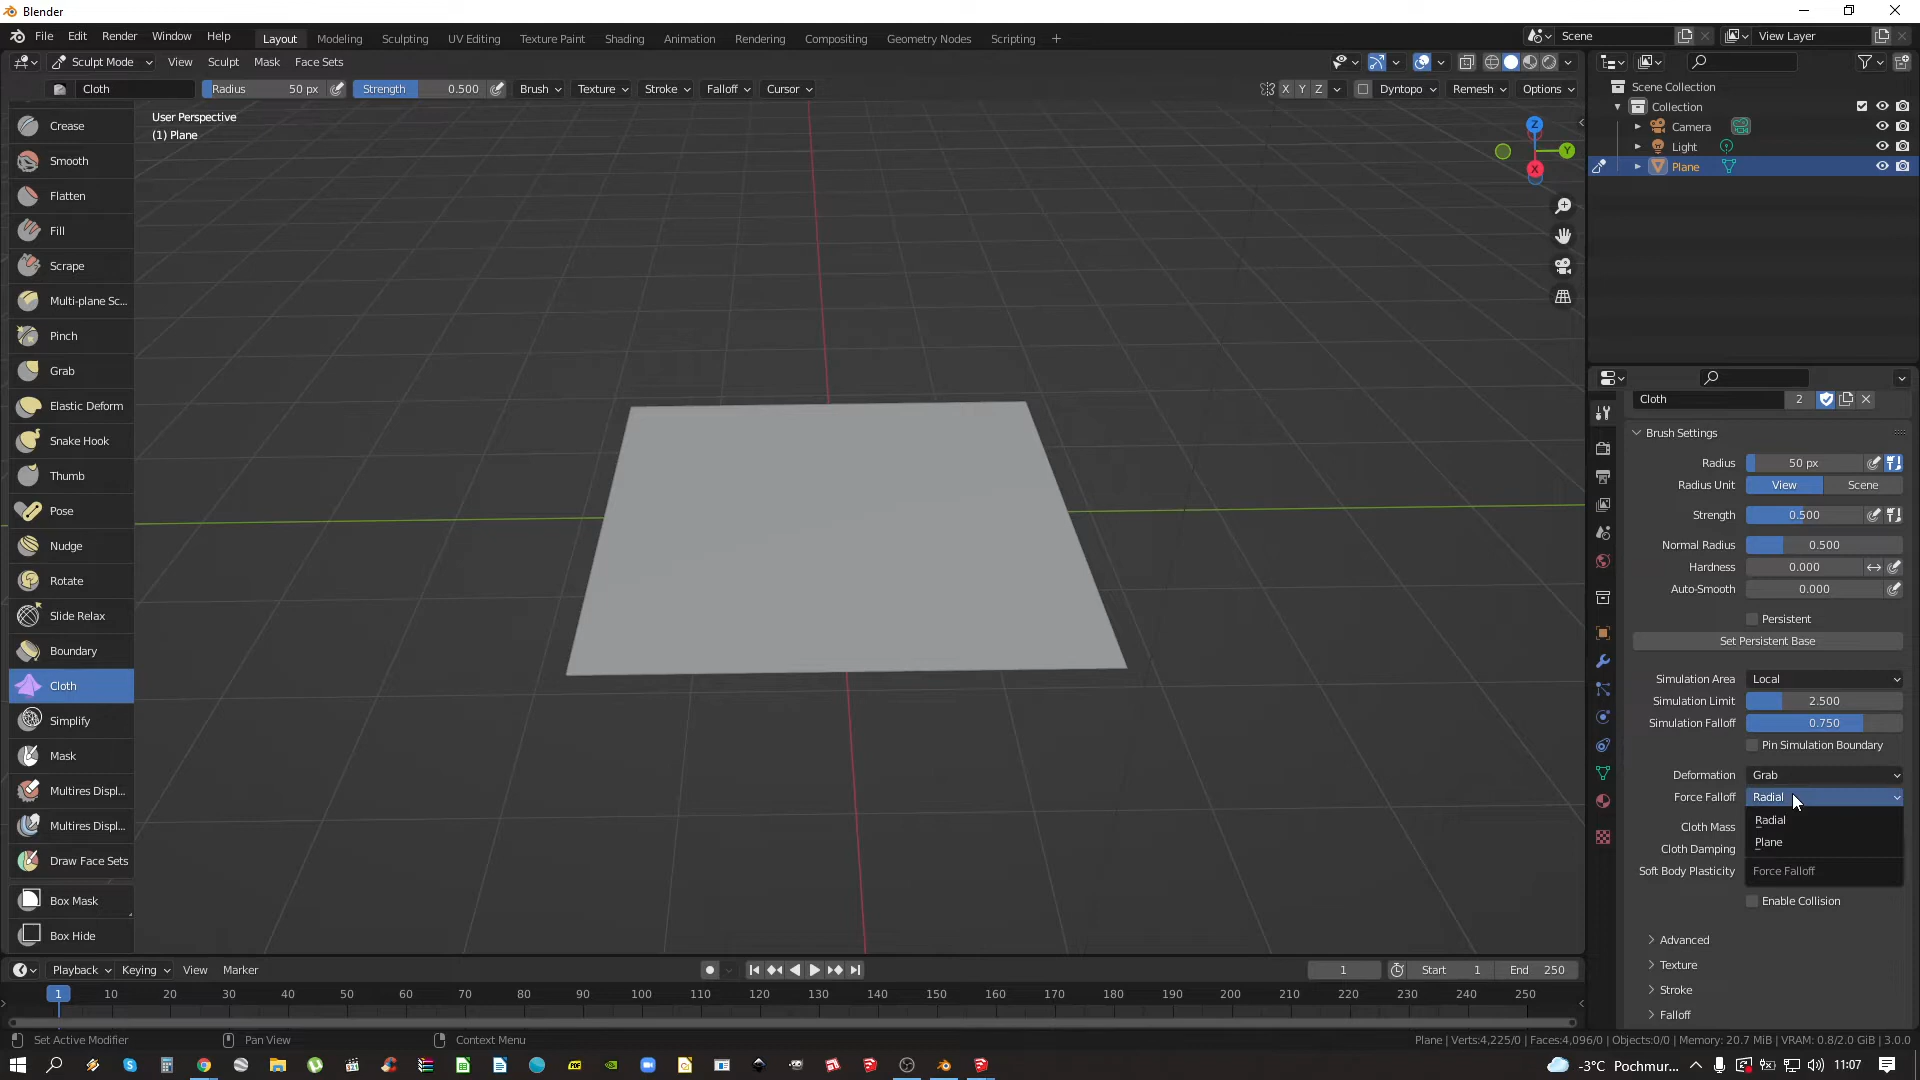 Blender
File Edit Render Window Help Layout Modeling Sculpting UV Editing Texture Paint Shading Animation Rendering Compositing Geometry Nodes Scripting + Scene View Layer
Sculpt Mode View Sculpt Mask Face Sets
Cloth Radius 50 px Strength 0.500 Brush Texture Stroke Falloff Cursor X Y Z Dyntopo Remesh Options
User Perspective
(1) Plane
Z
Y
X
Crease
Smooth
Flatten
Fill
Scrape
Multi-plane Sc...
Pinch
Grab
Elastic Deform
Snake Hook
Thumb
Pose
Nudge
Rotate
Slide Relax
Boundary
Cloth
Simplify
Mask
Multires Displ...
Multires Displ...
Draw Face Sets
Box Mask
Box Hide
Scene Collection
Collection
Camera
Light
Plane
Cloth 2
Brush Settings
Radius 50 px
Radius Unit View Scene
Strength 0.500
Normal Radius 0.500
Hardness 0.000
Auto-Smooth 0.000
Persistent
Set Persistent Base
Simulation Area Local
Simulation Limit 2.500
Simulation Falloff 0.750
Pin Simulation Boundary
Deformation Grab
Force Falloff Radial
Radial
Cloth Mass
Plane
Cloth Damping
Soft Body Plasticity Force Falloff
Enable Collision
Advanced
Texture
Stroke
Falloff
Playback Keying View Marker 1 Start 1 End 250
1 10 20 30 40 50 60 70 80 90 100 110 120 130 140 150 160 170 180 190 200 210 220 230 240 250
Set Active Modifier Pan View Context Menu Plane | Verts:4,225/0 | Faces:4,096/0 | Objects:0/0 | Memory: 20.7 MiB | VRAM: 0.8/2.0 GiB | 3.0.0
-3°C Pochmur... 11:07